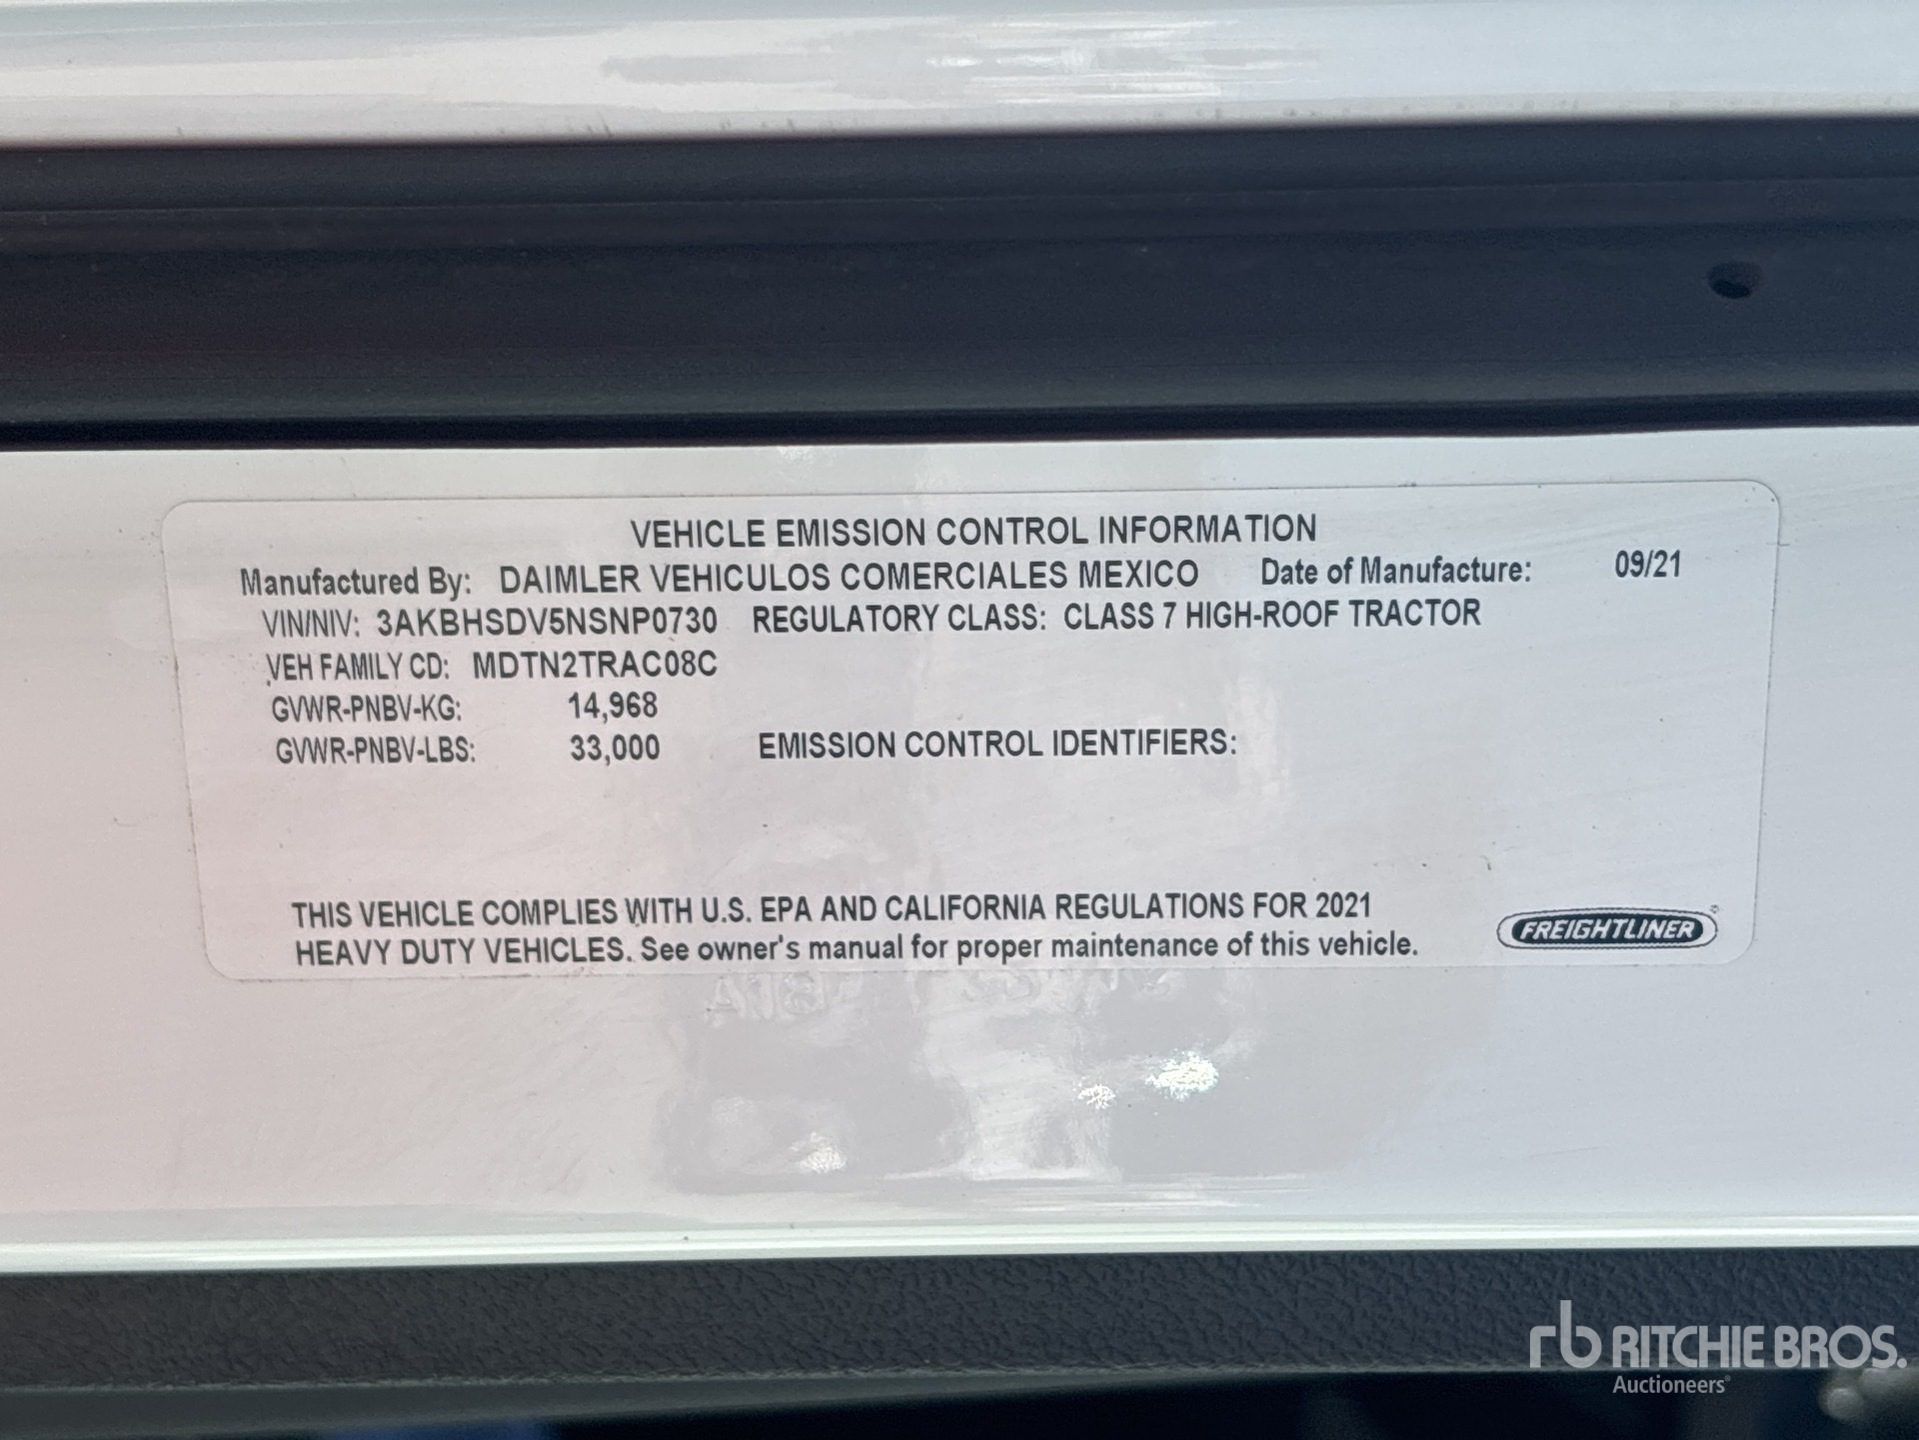 VEHICLE EMISSION CONTROL INFORMATION
Manufactured By: DAIMLER VEHICULOS COMERCIALES MEXICO Date of Manufacture: 09/21
VIN/NIV: 3AKBHSDV5NSNP0730 REGULATORY CLASS: CLASS 7 HIGH-ROOF TRACTOR
VEH FAMILY CD: MDTN2TRAC08C
GVWR-PNBV-KG: 14,968
GVWR-PNBV-LBS: 33,000 EMISSION CONTROL IDENTIFIERS:
THIS VEHICLE COMPLIES WITH U.S. EPA AND CALIFORNIA REGULATIONS FOR 2021
HEAVY DUTY VEHICLES. See owner's manual for proper maintenance of this vehicle.
FREIGHTLINER
rb RITCHIE BROS.
Auctioneers